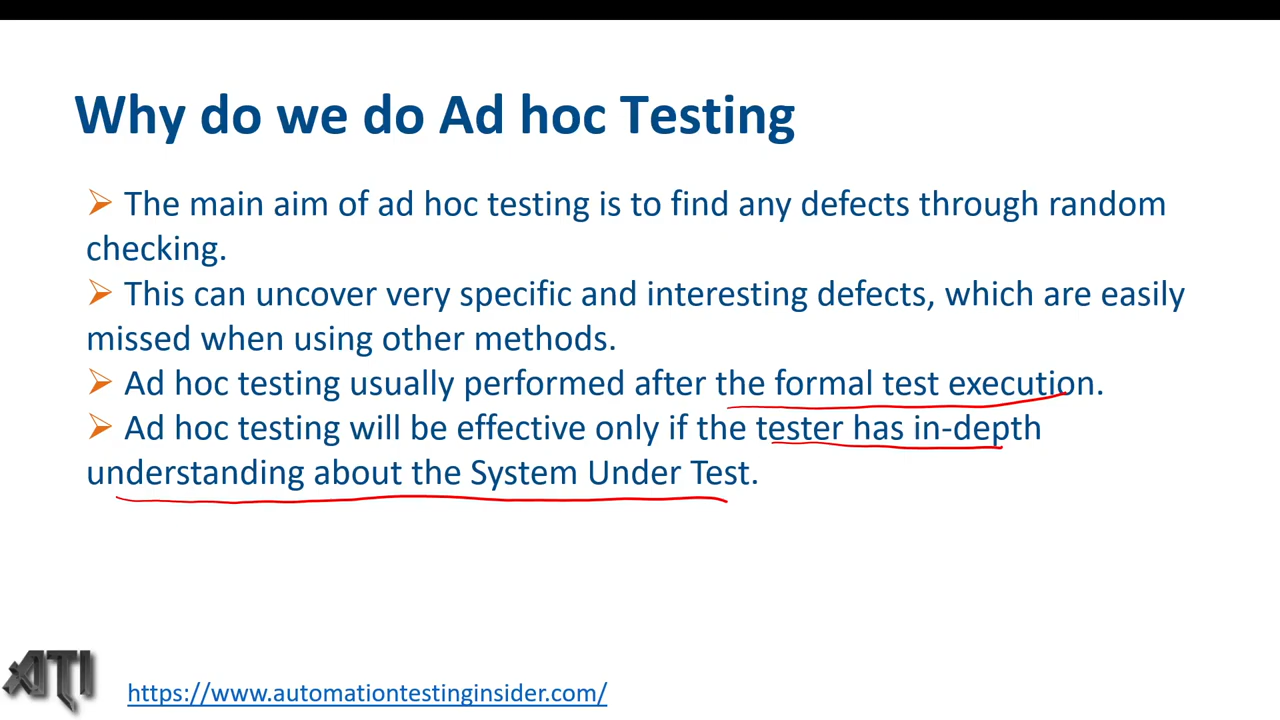 Why do we do Ad hoc Testing
➢ The main aim of ad hoc testing is to find any defects through random
checking.
➢ This can uncover very specific and interesting defects, which are easily
missed when using other methods.
➢ Ad hoc testing usually performed after the formal test execution.
➢ Ad hoc testing will be effective only if the tester has in-depth
understanding about the System Under Test.
ATI
https://www.automationtestinginsider.com/